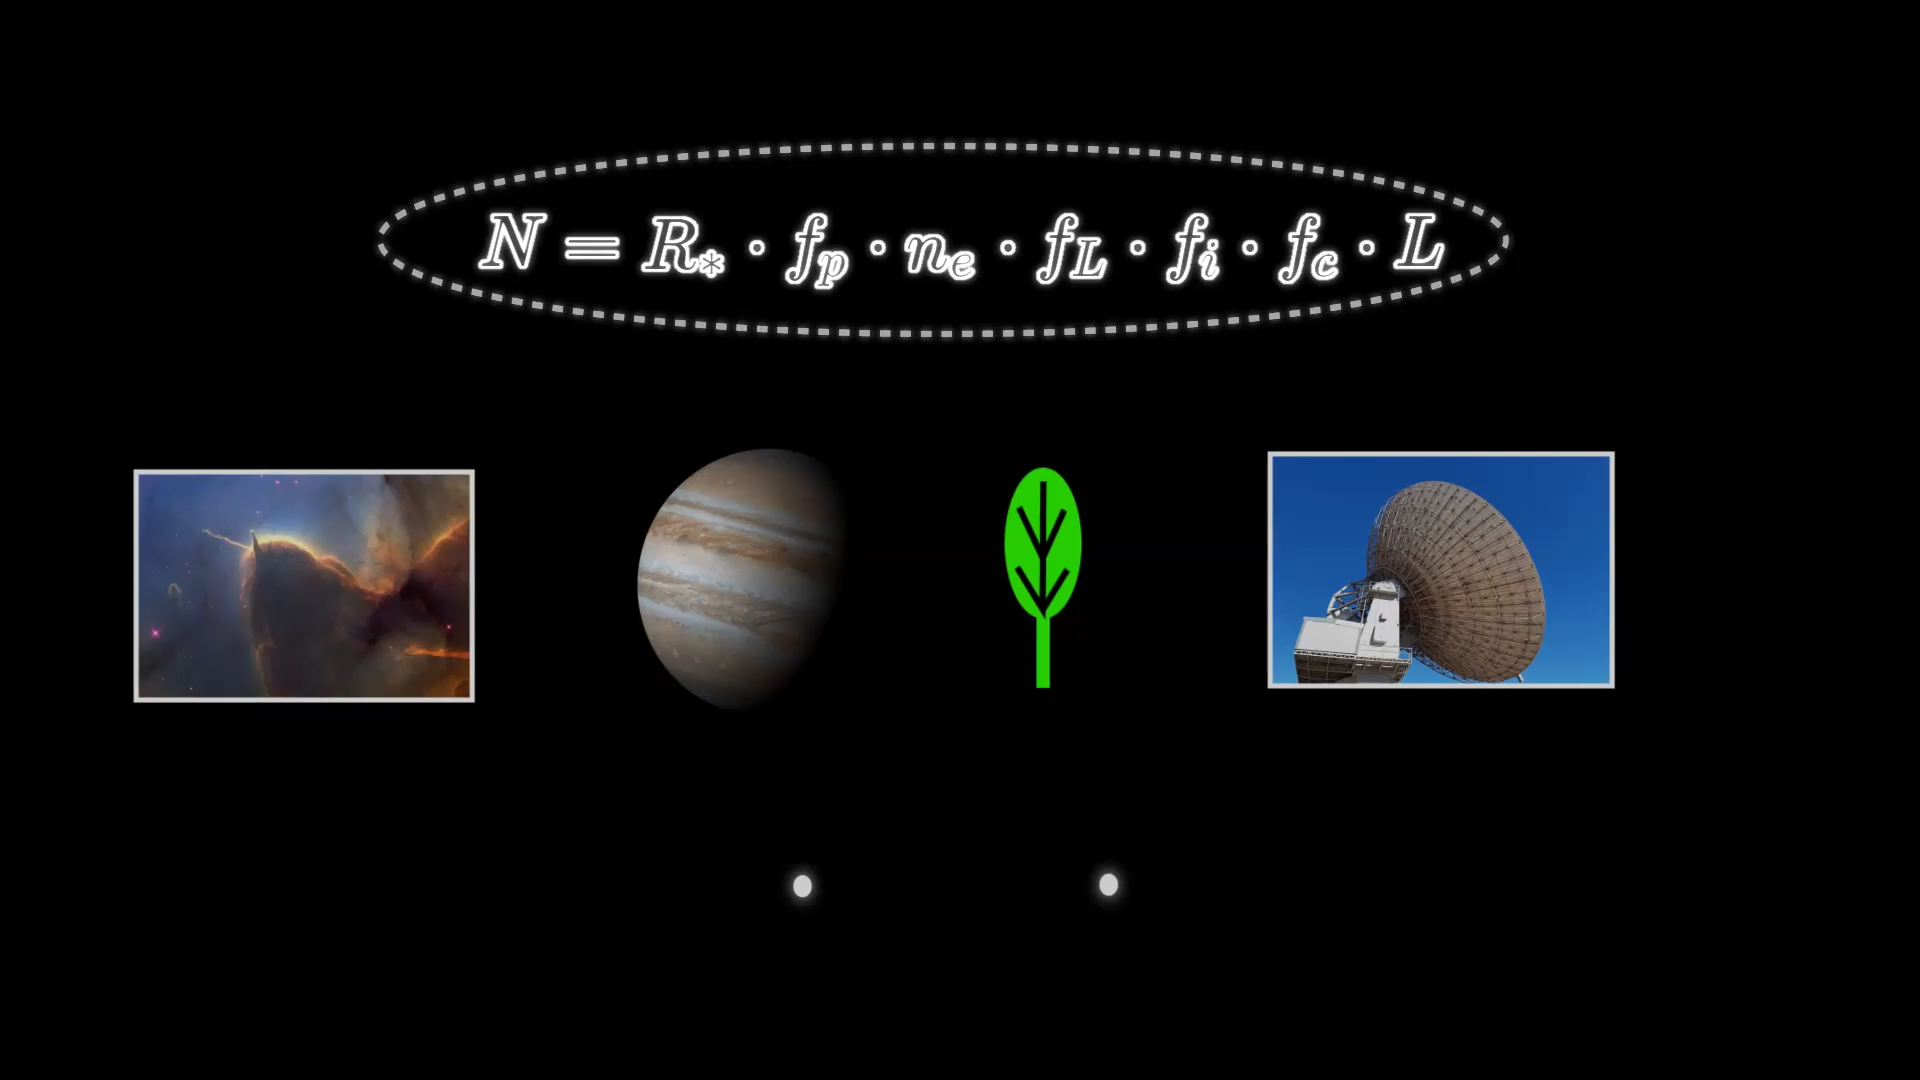 N = R* · fp · ne · fL · fi · fc · L